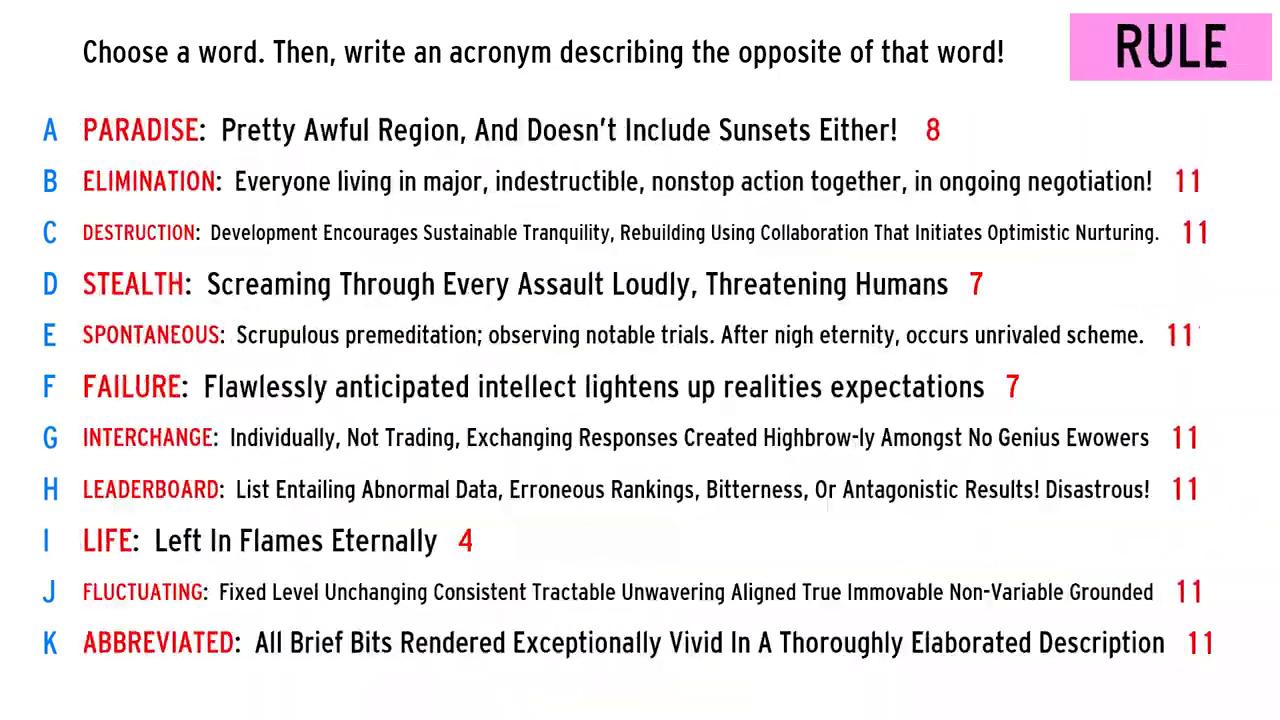 Choose a word. Then, write an acronym describing the opposite of that word!
RULE
A PARADISE: Pretty Awful Region, And Doesn't Include Sunsets Either! 8
B ELIMINATION: Everyone living in major, indestructible, nonstop action together, in ongoing negotiation! 11
C DESTRUCTION: Development Encourages Sustainable Tranquility, Rebuilding Using Collaboration That Initiates Optimistic Nurturing. 11
D STEALTH: Screaming Through Every Assault Loudly, Threatening Humans 7
E SPONTANEOUS: Scrupulous premeditation; observing notable trials. After nigh eternity, occurs unrivaled scheme. 11
F FAILURE: Flawlessly anticipated intellect lightens up realities expectations 7
G INTERCHANGE: Individually, Not Trading, Exchanging Responses Created Highbrow-ly Amongst No Genius Ewowers 11
H LEADERBOARD: List Entailing Abnormal Data, Erroneous Rankings, Bitterness, Or Antagonistic Results! Disastrous! 11
I LIFE: Left In Flames Eternally 4
J FLUCTUATING: Fixed Level Unchanging Consistent Tractable Unwavering Aligned True Immovable Non-Variable Grounded 11
K ABBREVIATED: All Brief Bits Rendered Exceptionally Vivid In A Thoroughly Elaborated Description 11